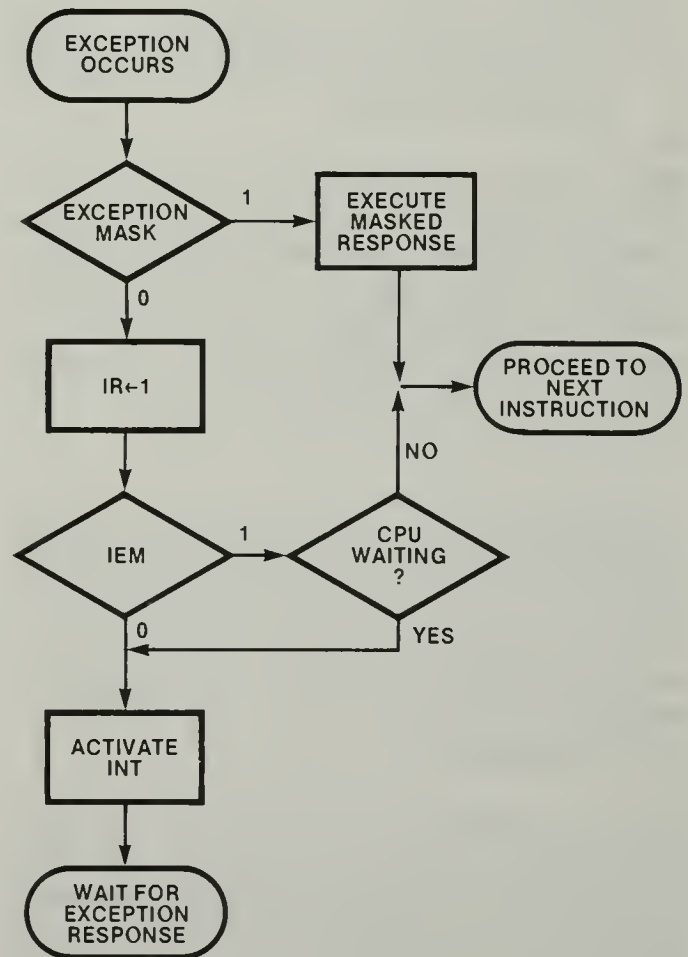 EXCEPTION
OCCURS
EXCEPTION
MASK
1
EXECUTE
MASKED
RESPONSE
0
IR←1
PROCEED TO
NEXT
INSTRUCTION
NO
IEM
1
CPU
WAITING
?
0
YES
ACTIVATE
INT
WAIT FOR
EXCEPTION
RESPONSE